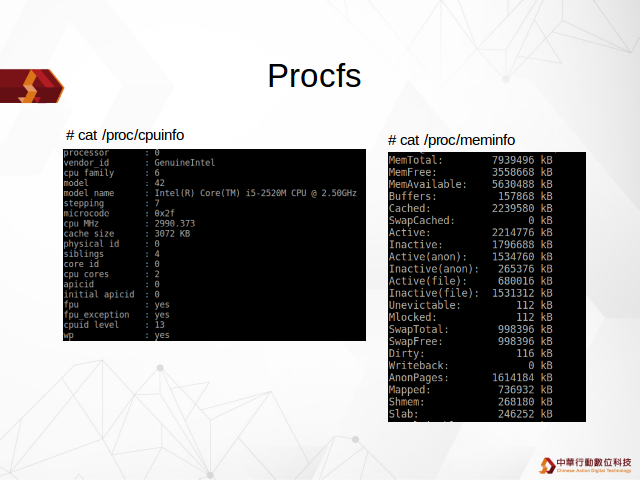 Procfs
# cat /proc/cpuinfo
processor : 0
vendor_id : GenuineIntel
cpu family : 6
model : 42
model name : Intel(R) Core(TM) i5-2520M CPU @ 2.50GHz
stepping : 7
microcode : 0x2f
cpu MHz : 2990.373
cache size : 3072 KB
physical id : 0
siblings : 4
core id : 0
cpu cores : 2
apicid : 0
initial apicid : 0
fpu : yes
fpu_exception : yes
cpuid level : 13
wp : yes
# cat /proc/meminfo
MemTotal: 7939496 kB
MemFree: 3558668 kB
MemAvailable: 5630488 kB
Buffers: 157868 kB
Cached: 2239580 kB
SwapCached: 0 kB
Active: 2214776 kB
Inactive: 1796688 kB
Active(anon): 1534760 kB
Inactive(anon): 265376 kB
Active(file): 680016 kB
Inactive(file): 1531312 kB
Unevictable: 112 kB
Mlocked: 112 kB
SwapTotal: 998396 kB
SwapFree: 998396 kB
Dirty: 116 kB
Writeback: 0 kB
AnonPages: 1614184 kB
Mapped: 736932 kB
Shmem: 268180 kB
Slab: 246252 kB
中華行動數位科技
Chinese Action Digital Technology